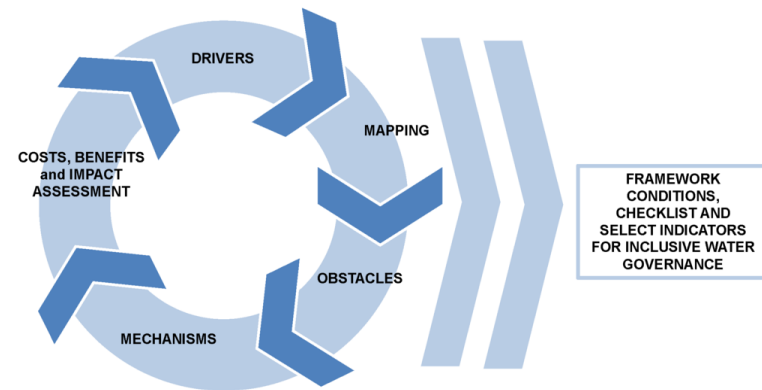 DRIVERS
MAPPING
OBSTACLES
MECHANISMS
COSTS, BENEFITS
and IMPACT
ASSESSMENT
FRAMEWORK
CONDITIONS,
CHECKLIST AND
SELECT INDICATORS
FOR INCLUSIVE WATER
GOVERNANCE